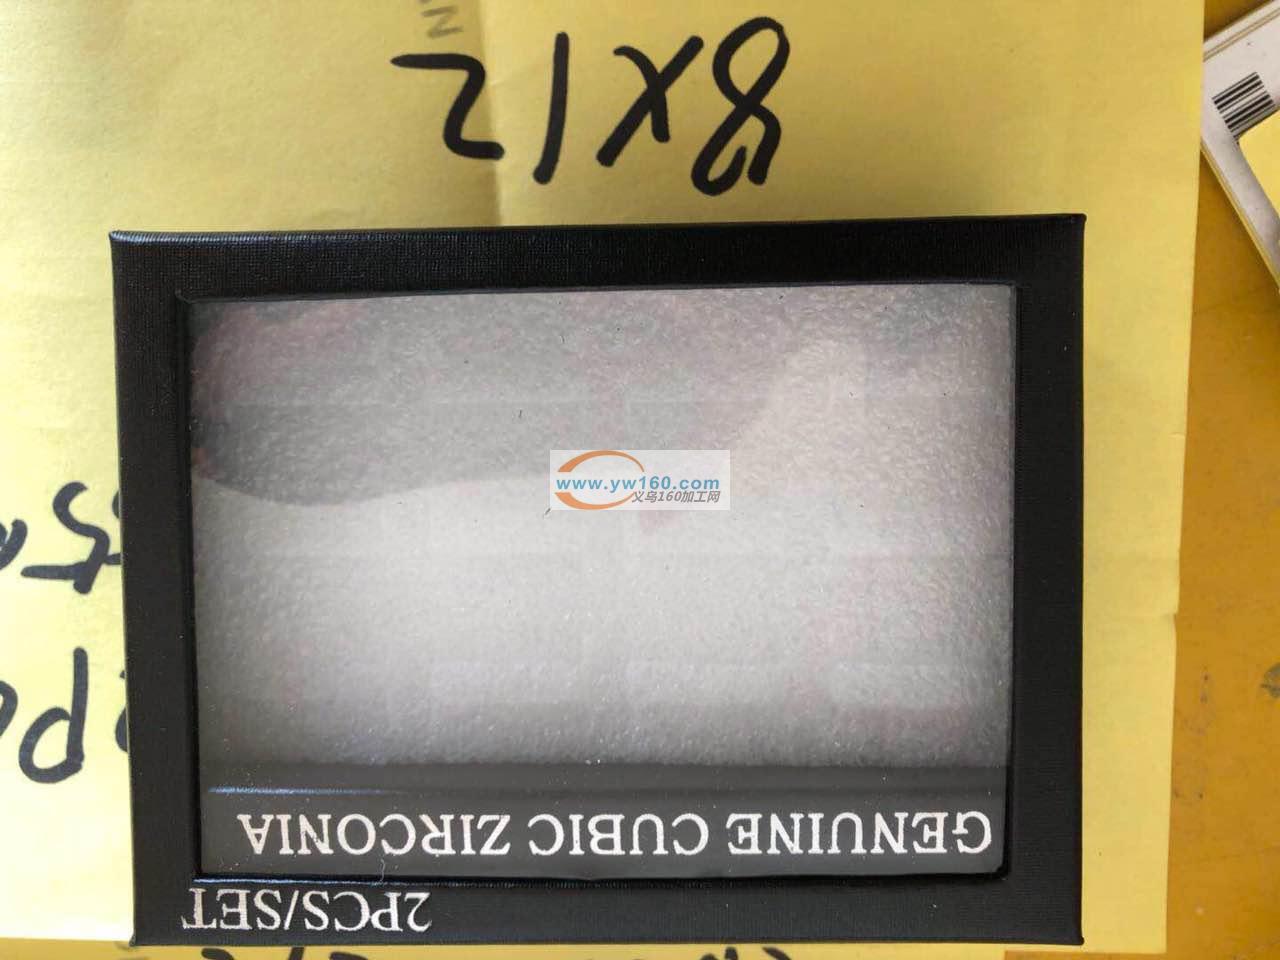 8X12
www.yw160.com
义乌160加工网
GENUINE CUBIC ZIRCONIA
2PCS/SET